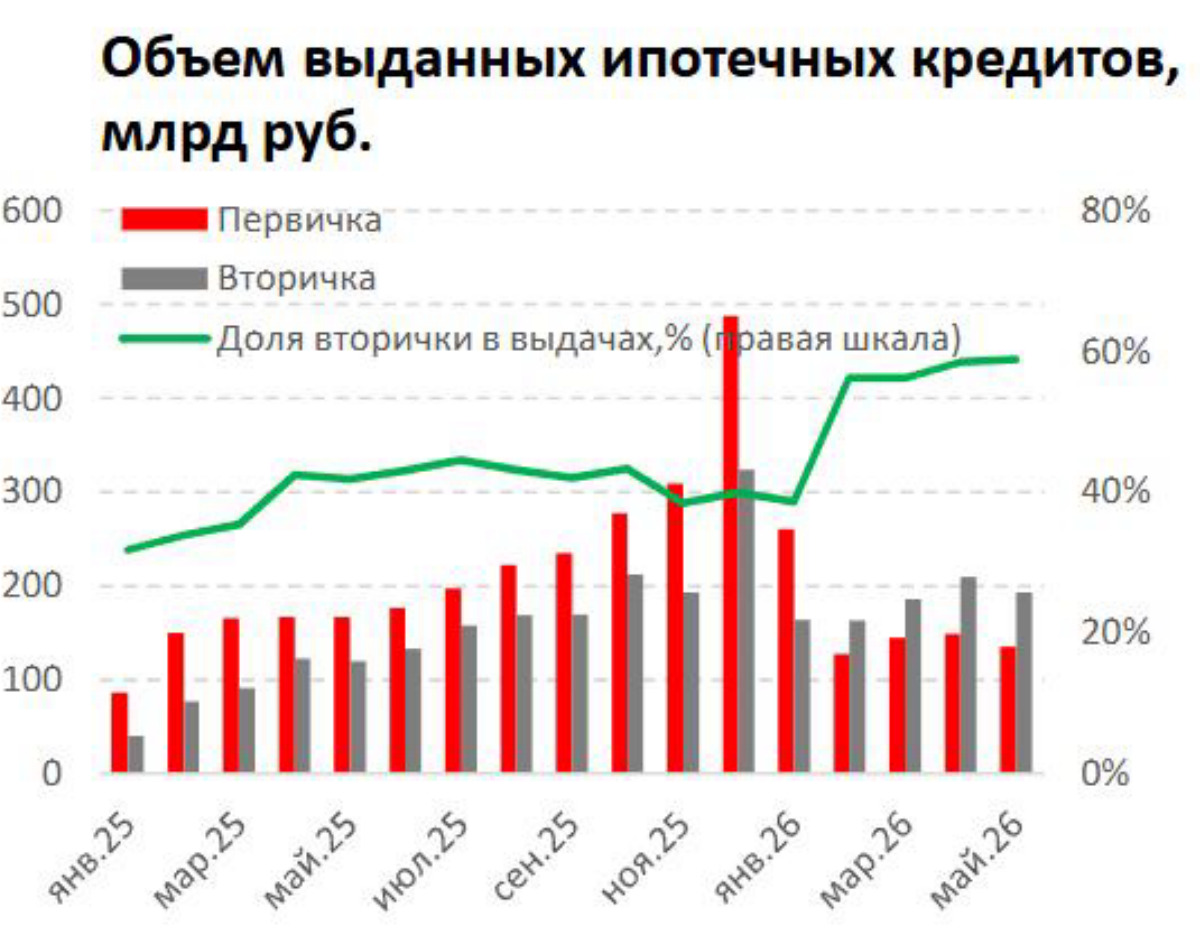 Объем выданных ипотечных кредитов,
млрд руб.
600
500
400
300
200
100
0
Первичка
Вторичка
Доля вторички в выдачах,% (правая шкала)
80%
60%
40%
20%
0%
янв.25
мар.25
май.25
июл.25
сен.25
ноя.25
янв.26
мар.26
май.26